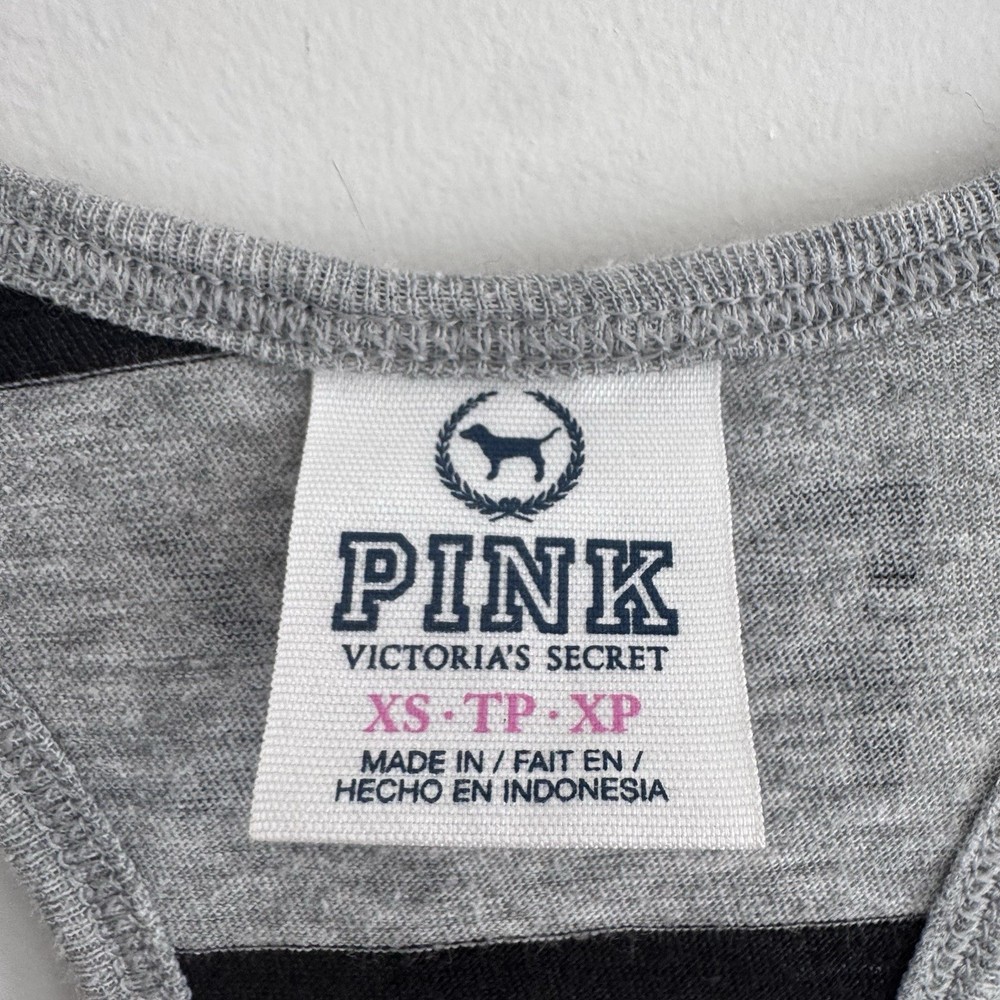 PINK
VICTORIA'S SECRET
XS · TP · XP
MADE IN / FAIT EN /
HECHO EN INDONESIA